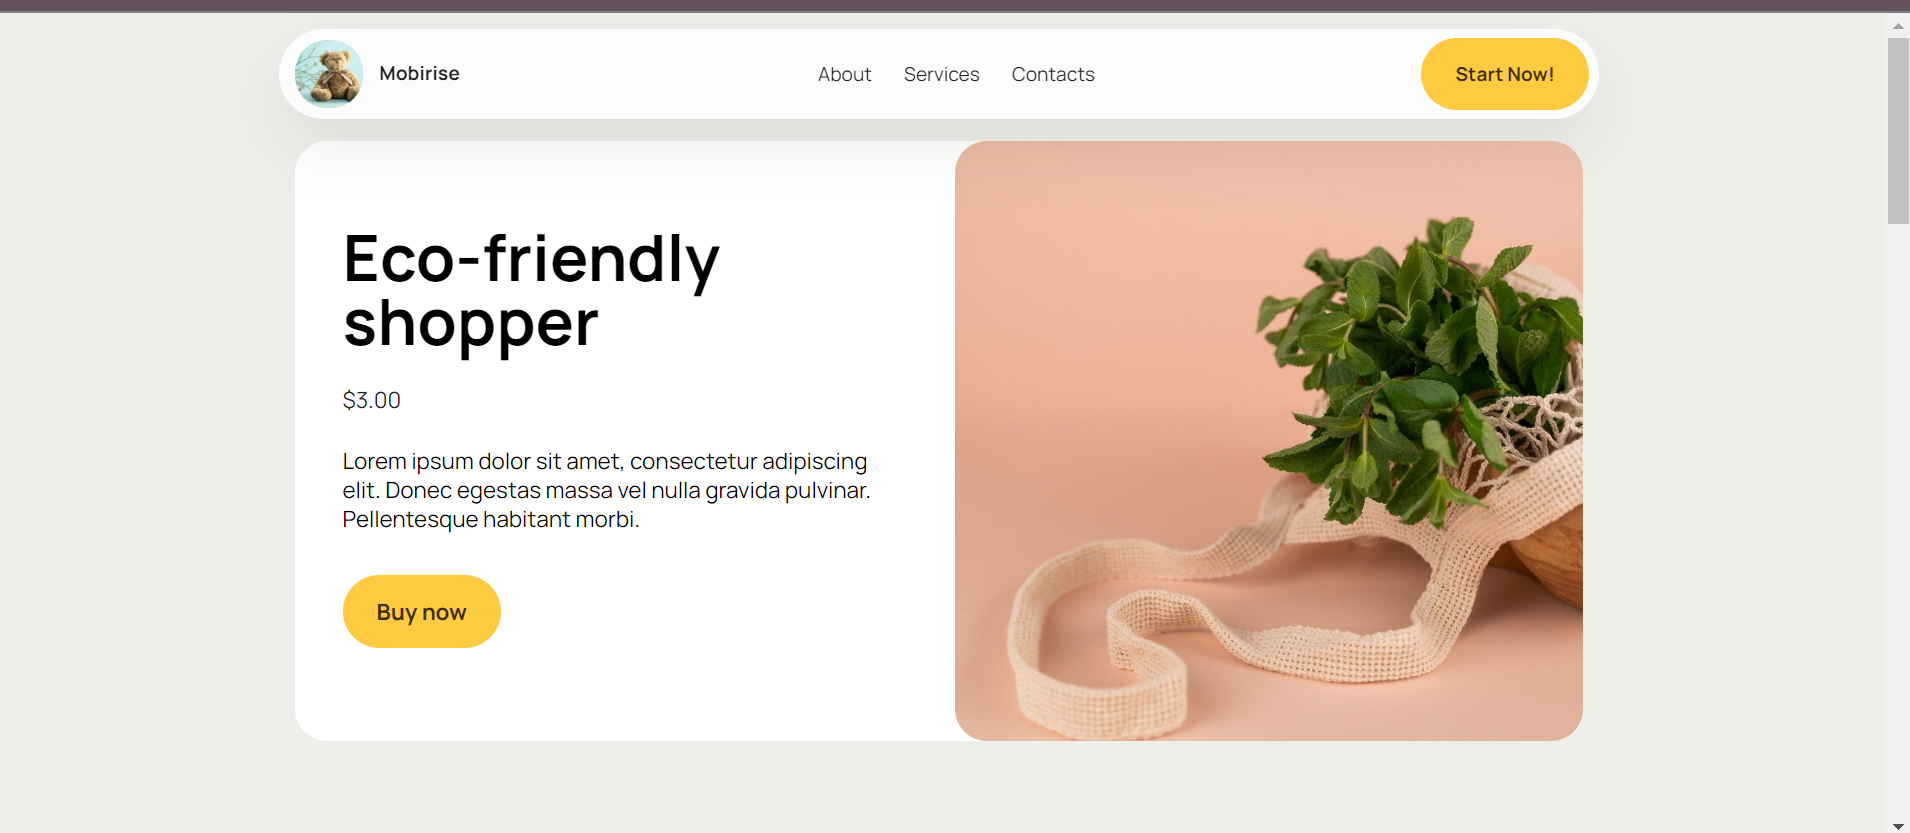 Mobirise
About Services Contacts
Start Now!
Eco-friendly
shopper
$3.00
Lorem ipsum dolor sit amet, consectetur adipiscing
elit. Donec egestas massa vel nulla gravida pulvinar.
Pellentesque habitant morbi.
Buy now